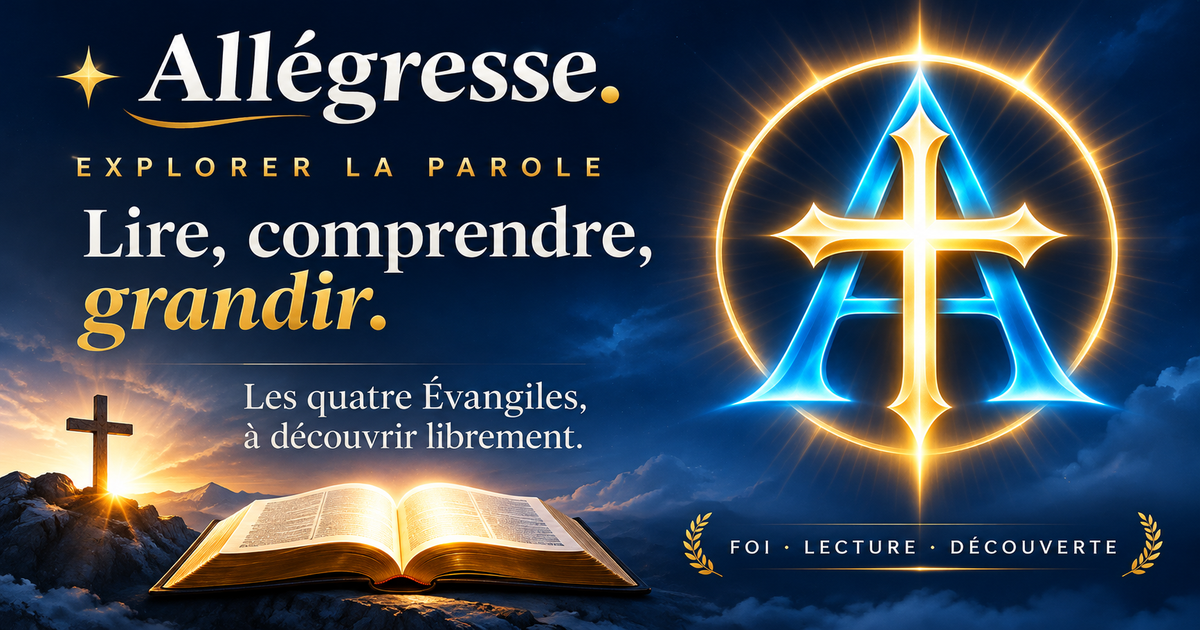 Allégresse.
EXPLORER LA PAROLE
Lire, comprendre,
grandir.
Les quatre Évangiles,
à découvrir librement.
A
FOI · LECTURE · DÉCOUVERTE